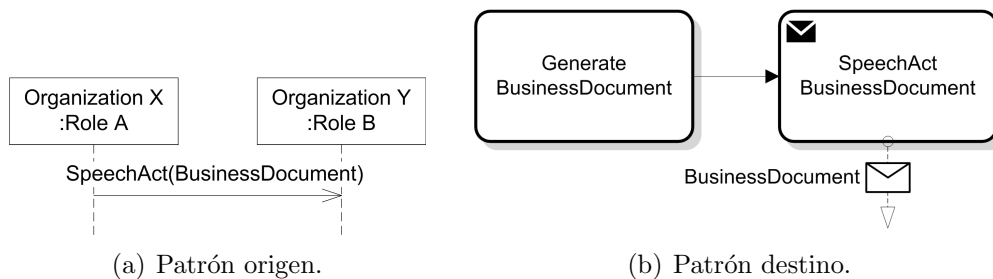 Organization X
:Role A
Organization Y
:Role B
SpeechAct(BusinessDocument)
(a) Patrón origen.
Generate
BusinessDocument
SpeechAct
BusinessDocument
BusinessDocument
(b) Patrón destino.